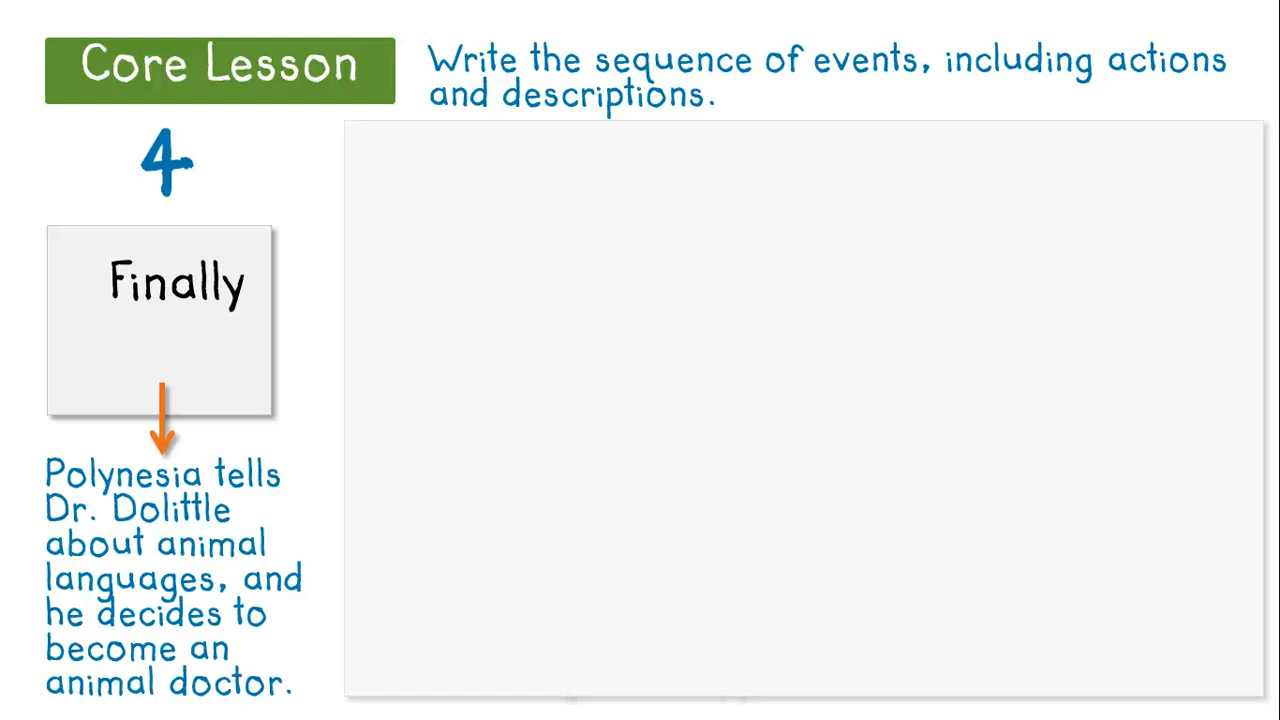 Core Lesson
Write the sequence of events, including actions
and descriptions.
4
Finally
Polynesia tells
Dr. Dolittle
about animal
languages, and
he decides to
become an
animal doctor.